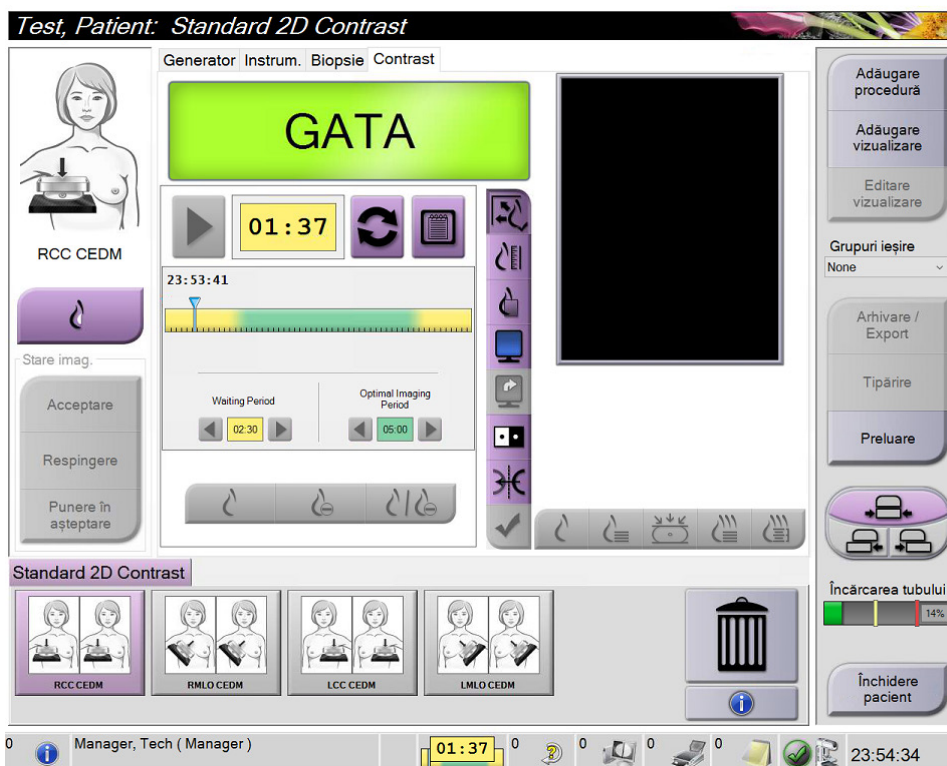 Test, Patient: Standard 2D Contrast
Generator Instrum. Biopsie Contrast
GATA
RCC CEDM
01:37
23:53:41
Waiting Period
02:30
Optimal Imaging
Period
05:00
Stare imag.
Acceptare
Respingere
Punere în
așteptare
Adăugare
procedură
Adăugare
vizualizare
Editare
vizualizare
Grupuri ieșire
None
Arhivare /
Export
Tipărire
Preluare
Încărcarea tubului
14%
Închidere
pacient
Standard 2D Contrast
RCC CEDM
RMLO CEDM
LCC CEDM
LMLO CEDM
0 Manager, Tech ( Manager ) 01:37 0 0 0 0 23:54:34